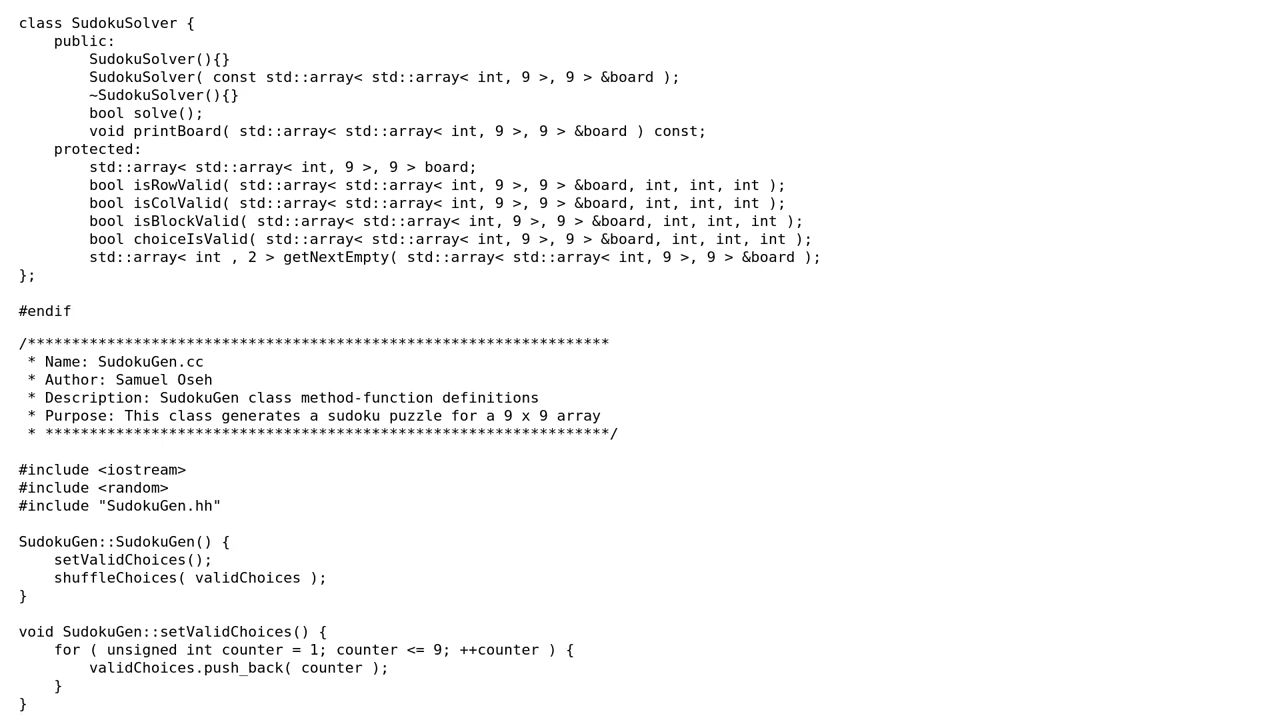 class SudokuSolver {
    public:
        SudokuSolver(){}
        SudokuSolver( const std::array< std::array< int, 9 >, 9 > &board );
        ~SudokuSolver(){}
        bool solve();
        void printBoard( std::array< std::array< int, 9 >, 9 > &board ) const;
    protected:
        std::array< std::array< int, 9 >, 9 > board;
        bool isRowValid( std::array< std::array< int, 9 >, 9 > &board, int, int, int );
        bool isColValid( std::array< std::array< int, 9 >, 9 > &board, int, int, int );
        bool isBlockValid( std::array< std::array< int, 9 >, 9 > &board, int, int, int );
        bool choiceIsValid( std::array< std::array< int, 9 >, 9 > &board, int, int, int );
        std::array< int , 2 > getNextEmpty( std::array< std::array< int, 9 >, 9 > &board );
};

#endif

/******************************************************************
 * Name: SudokuGen.cc
 * Author: Samuel Oseh
 * Description: SudokuGen class method-function definitions
 * Purpose: This class generates a sudoku puzzle for a 9 x 9 array
 * ****************************************************************/

#include <iostream>
#include <random>
#include "SudokuGen.hh"

SudokuGen::SudokuGen() {
    setValidChoices();
    shuffleChoices( validChoices );
}

void SudokuGen::setValidChoices() {
    for ( unsigned int counter = 1; counter <= 9; ++counter ) {
        validChoices.push_back( counter );
    }
}